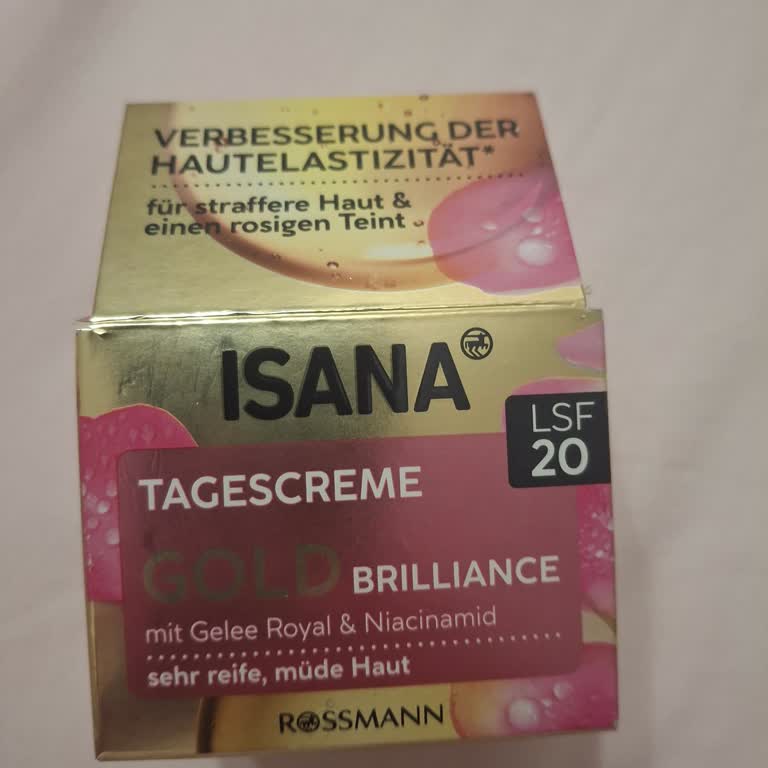 VERBESSERUNG DER
HAUTELASTIZITÄT*
für straffere Haut &
einen rosigen Teint
ISANA
LSF
20
TAGESCREME
GOLD BRILLIANCE
mit Gelee Royal & Niacinamid
sehr reife, müde Haut
ROSSMANN